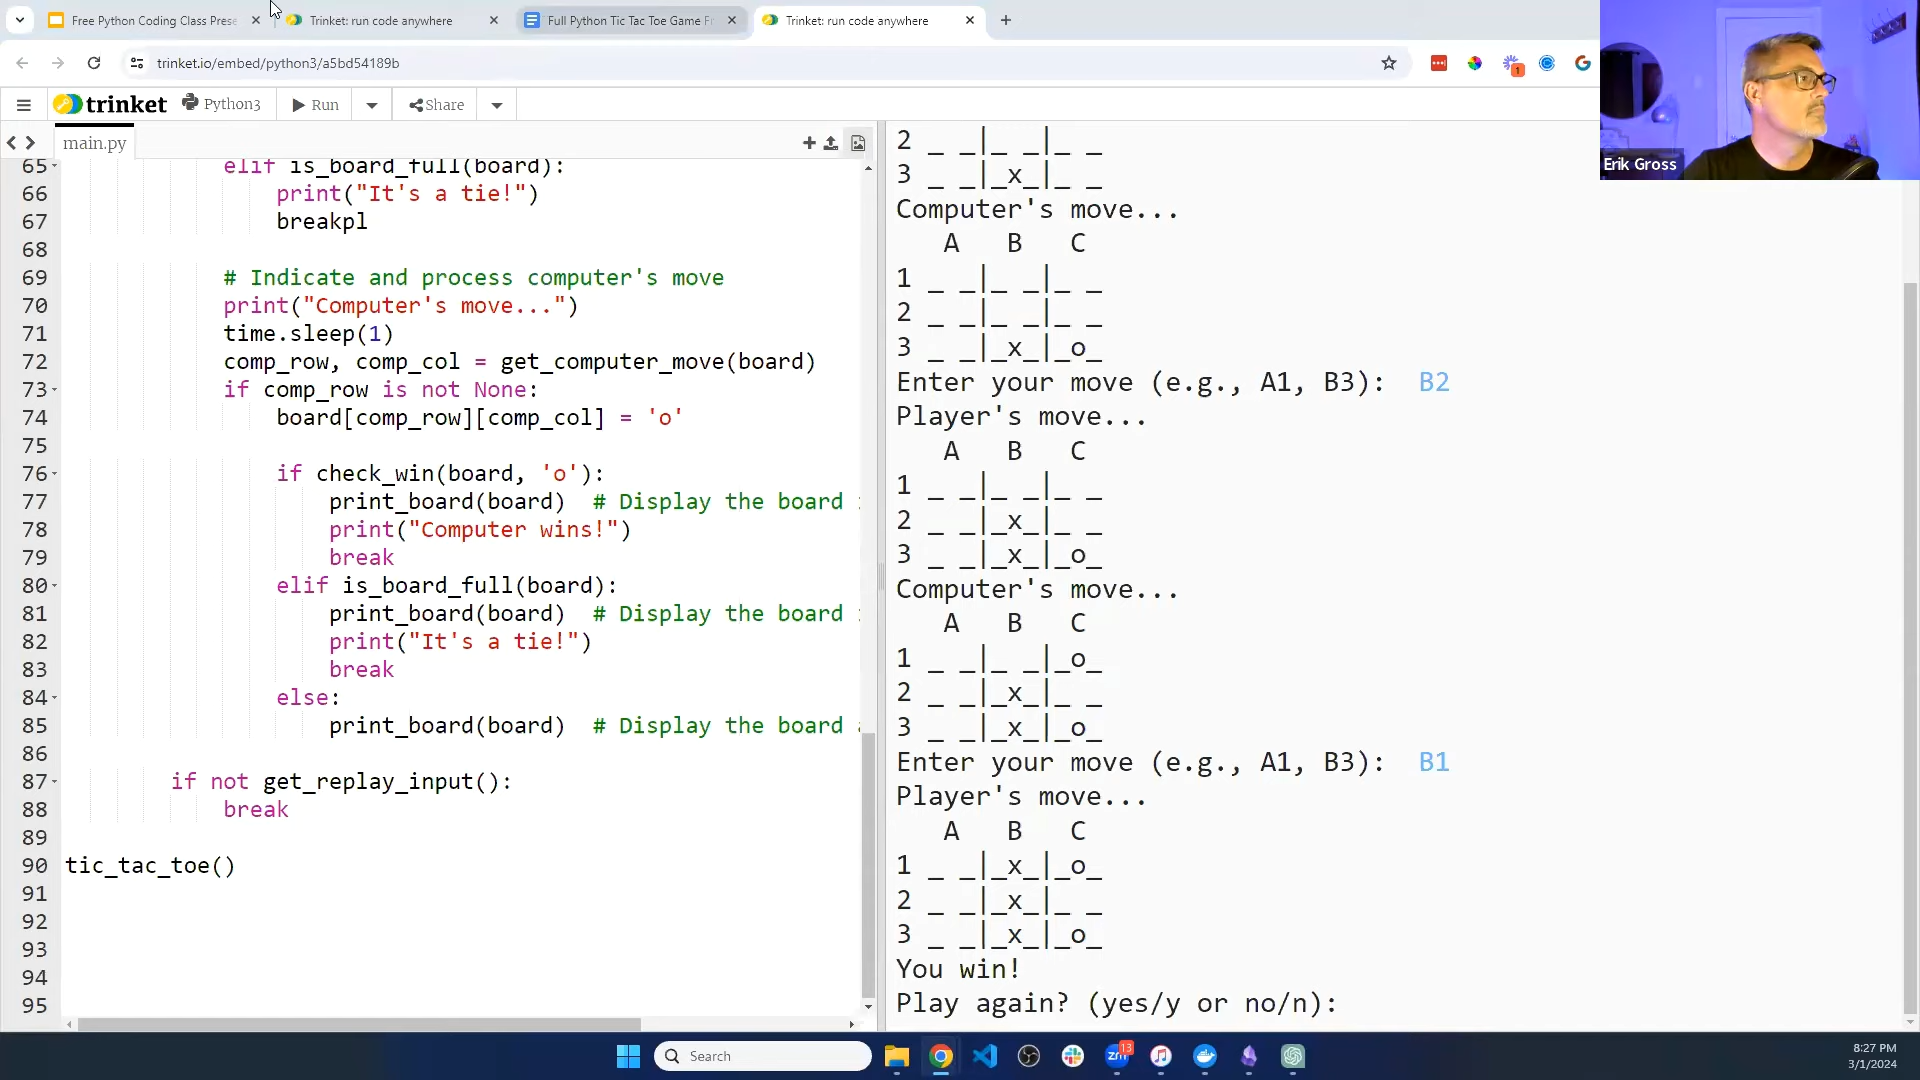 Free Python Coding Class Prese
Trinket: run code anywhere
Full Python Tic Tac Toe Game Fr
Trinket: run code anywhere
trinket.io/embed/python3/a5bd54189b
1
trinket
Python3
Run
Share
main.py
65 elif is_board_full(board):
66 print("It's a tie!")
67 breakpl
68
69 # Indicate and process computer's move
70 print("Computer's move...")
71 time.sleep(1)
72 comp_row, comp_col = get_computer_move(board)
73 if comp_row is not None:
74 board[comp_row][comp_col] = 'o'
75
76 if check_win(board, 'o'):
77 print_board(board)  # Display the board
78 print("Computer wins!")
79 break
80 elif is_board_full(board):
81 print_board(board)  # Display the board
82 print("It's a tie!")
83 break
84 else:
85 print_board(board)  # Display the board
86
87 if not get_replay_input():
88 break
89
90 tic_tac_toe()
91
92
93
94
95
2 _ _|_ _|_ _
3 _ _|_x_|_ _
Computer's move...
A B C
1 _ _|_ _|_ _
2 _ _|_ _|_ _
3 _ _|_x_|_o_
Enter your move (e.g., A1, B3): B2
Player's move...
A B C
1 _ _|_ _|_ _
2 _ _|_x_|_ _
3 _ _|_x_|_o_
Computer's move...
A B C
1 _ _|_ _|_o_
2 _ _|_x_|_ _
3 _ _|_x_|_o_
Enter your move (e.g., A1, B3): B1
Player's move...
A B C
1 _ _|_x_|_o_
2 _ _|_x_|_ _
3 _ _|_x_|_o_
You win!
Play again? (yes/y or no/n):
Erik Gross
Search
zm
13
8:27 PM
3/1/2024